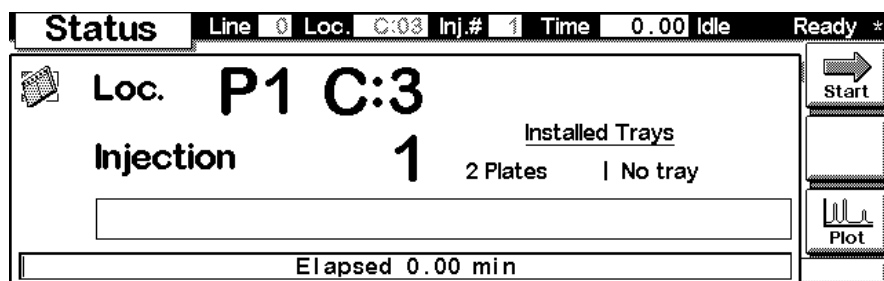 Status Line 0 Loc. C:03 Inj.# 1 Time 0.00 Idle Ready *
Loc. P1 C:3
Start
Injection 1
Installed Trays
2 Plates | No tray
Plot
Elapsed 0.00 min